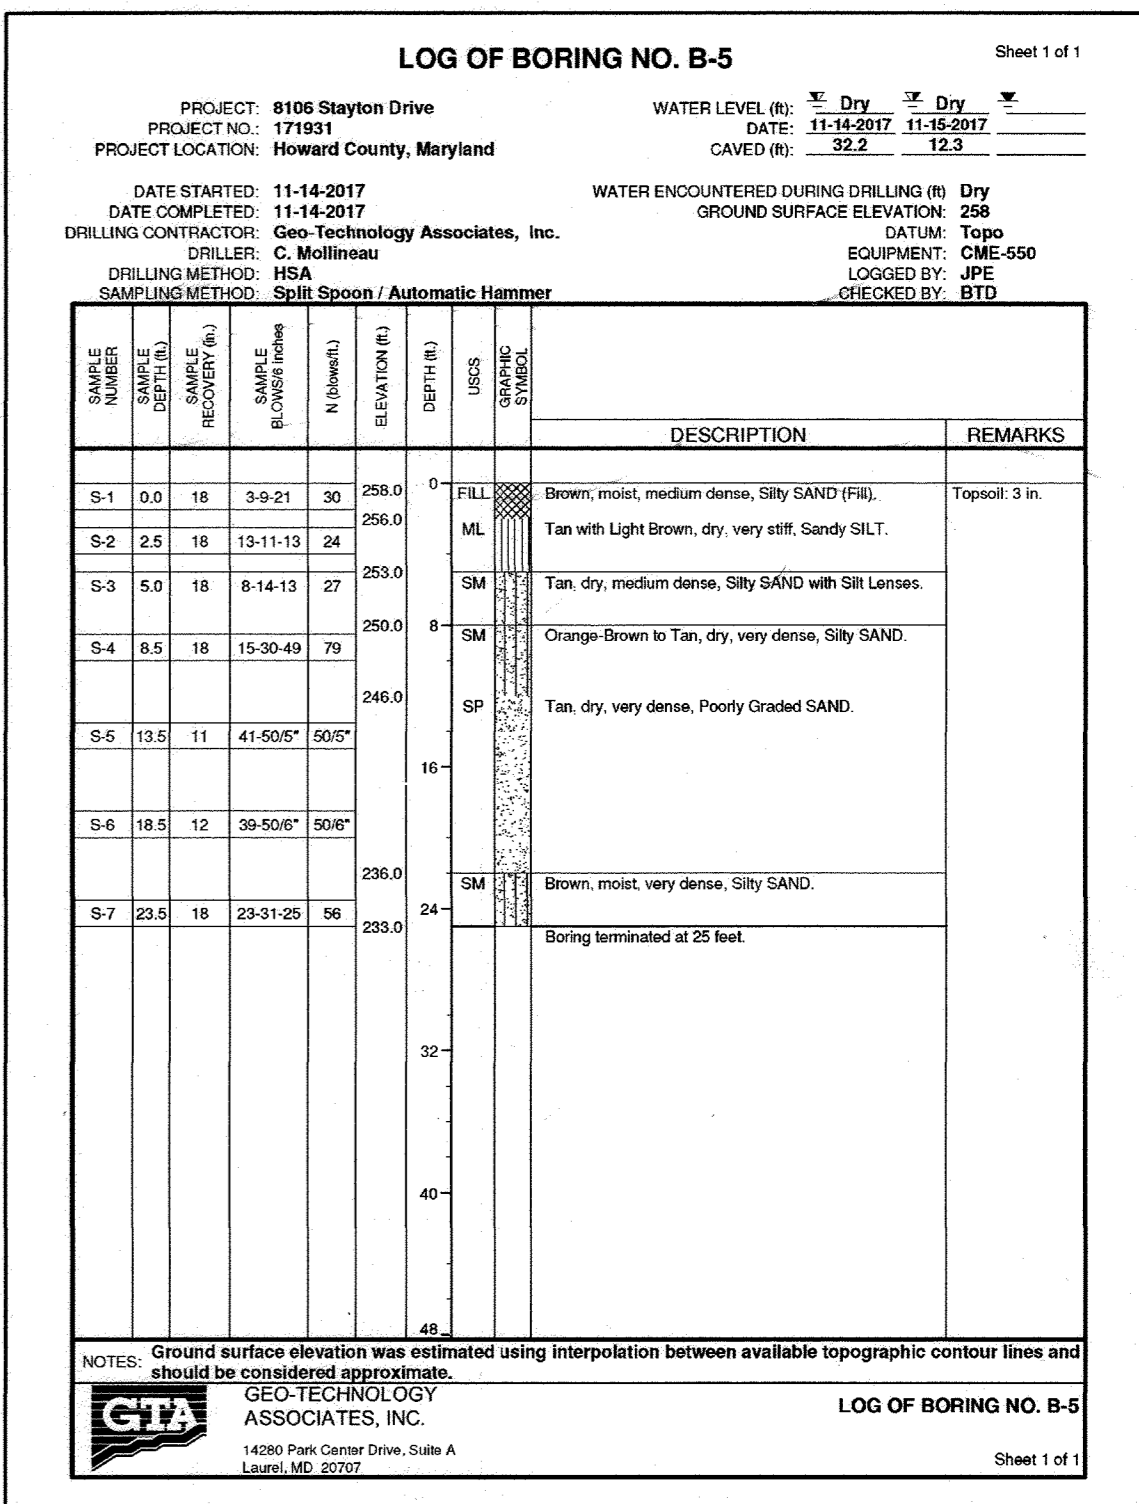 LOG OF BORING NO. B-5
Sheet 1 of 1
PROJECT: 8106 Stayton Drive
PROJECT NO.: 171931
PROJECT LOCATION: Howard County, Maryland
WATER LEVEL (ft): Dry Dry
DATE: 11-14-2017 11-15-2017
CAVED (ft): 32.2 12.3
DATE STARTED: 11-14-2017
DATE COMPLETED: 11-14-2017
DRILLING CONTRACTOR: Geo-Technology Associates, Inc.
DRILLER: C. Mollineau
DRILLING METHOD: HSA
SAMPLING METHOD: Split Spoon / Automatic Hammer
WATER ENCOUNTERED DURING DRILLING (ft) Dry
GROUND SURFACE ELEVATION: 258
DATUM: Topo
EQUIPMENT: CME-550
LOGGED BY: JPE
CHECKED BY: BTD
SAMPLE NUMBER
SAMPLE DEPTH (ft.)
SAMPLE RECOVERY (in.)
SAMPLE BLOWS/6 inches
N (blows/ft.)
ELEVATION (ft.)
DEPTH (ft.)
USCS
GRAPHIC SYMBOL
DESCRIPTION
REMARKS
S-1 0.0 18 3-9-21 30 258.0 0 FILL Brown, moist, medium dense, Silty SAND (Fill). Topsoil: 3 in.
256.0 ML Tan with Light Brown, dry, very stiff, Sandy SILT.
S-2 2.5 18 13-11-13 24
253.0 SM Tan, dry, medium dense, Silty SAND with Silt Lenses.
S-3 5.0 18 8-14-13 27
250.0 8 SM Orange-Brown to Tan, dry, very dense, Silty SAND.
S-4 8.5 18 15-30-49 79
246.0 SP Tan, dry, very dense, Poorly Graded SAND.
S-5 13.5 11 41-50/5" 50/5"
16
S-6 18.5 12 39-50/6" 50/6"
236.0 SM Brown, moist, very dense, Silty SAND.
S-7 23.5 18 23-31-25 56 24
233.0 Boring terminated at 25 feet.
32
40
48
NOTES: Ground surface elevation was estimated using interpolation between available topographic contour lines and
should be considered approximate.
GTA
GEO-TECHNOLOGY
ASSOCIATES, INC.
14280 Park Center Drive, Suite A
Laurel, MD 20707
LOG OF BORING NO. B-5
Sheet 1 of 1